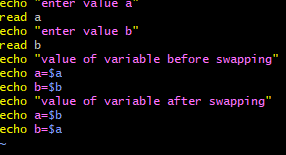 echo "enter value a"
read a
echo "enter value b"
read b
echo "value of variable before swapping"
echo a=$a
echo b=$b
echo "value of variable after swapping"
echo a=$b
echo b=$a
~